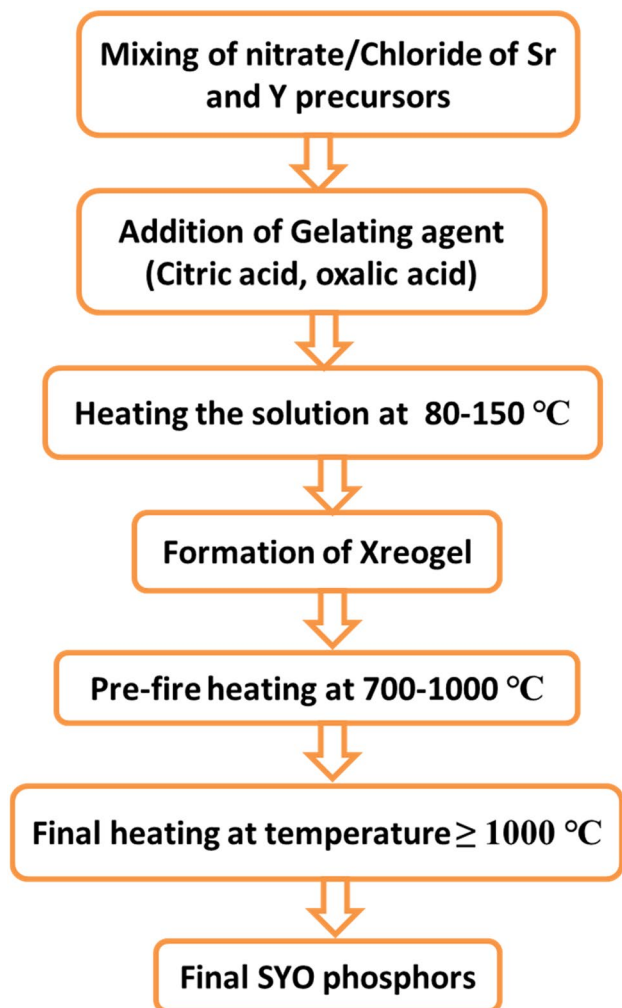 Mixing of nitrate/Chloride of Sr
and Y precursors
Addition of Gelating agent
(Citric acid, oxalic acid)
Heating the solution at 80-150 °C
Formation of Xreogel
Pre-fire heating at 700-1000 °C
Final heating at temperature ≥ 1000 °C
Final SYO phosphors